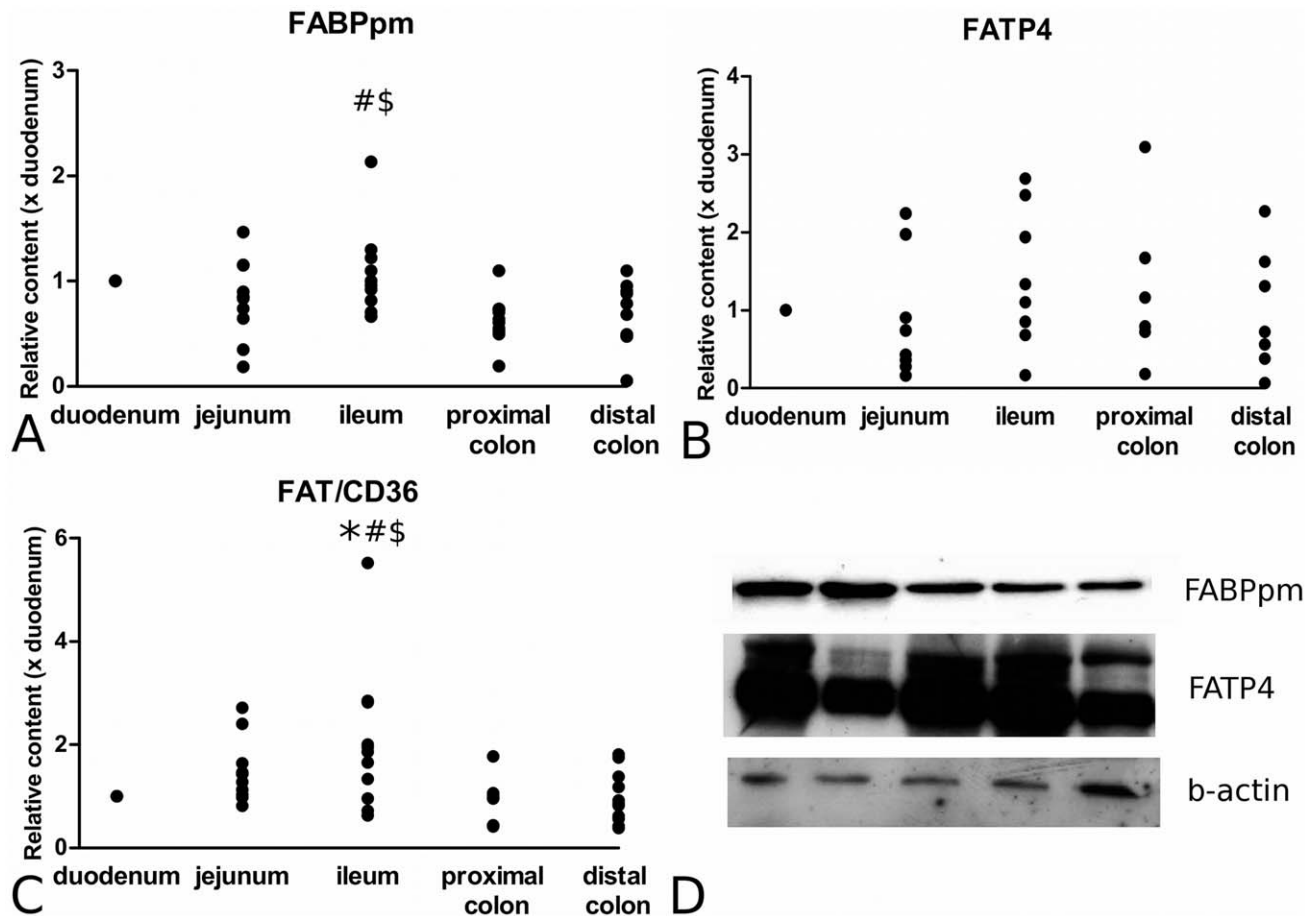 FABPpm
Relative content (x duodenum)
3
2
1
0
#$
duodenum
jejunum
ileum
proximal
colon
distal
colon
A
FATP4
Relative content (x duodenum)
4
3
2
1
0
duodenum
jejunum
ileum
proximal
colon
distal
colon
B
FAT/CD36
Relative content (x duodenum)
6
4
2
0
*#$
duodenum
jejunum
ileum
proximal
colon
distal
colon
C
FABPpm
FATP4
b-actin
D